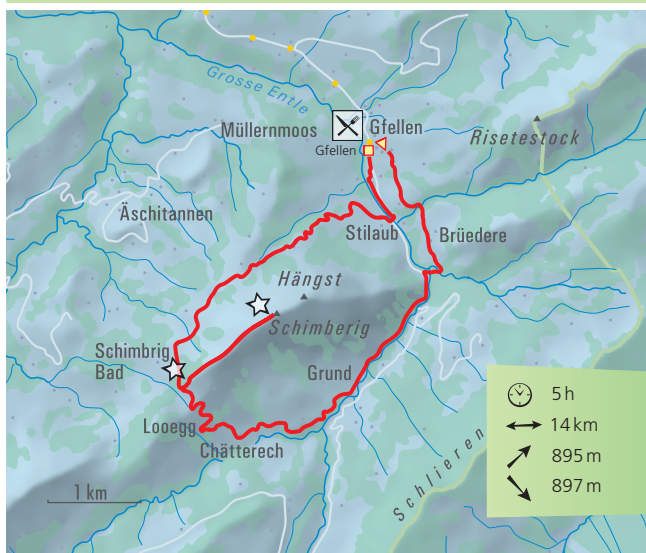 Grosse Entle
Müllernmoos
Gfellen
Gfellen
Risetestock
Äschitannen
Stilaub
Brüedere
Hängst
Schimberig
Schimbrig
Bad
Grund
Looegg
Chätterech
Schlieren
1 km
5 h
14 km
895 m
897 m